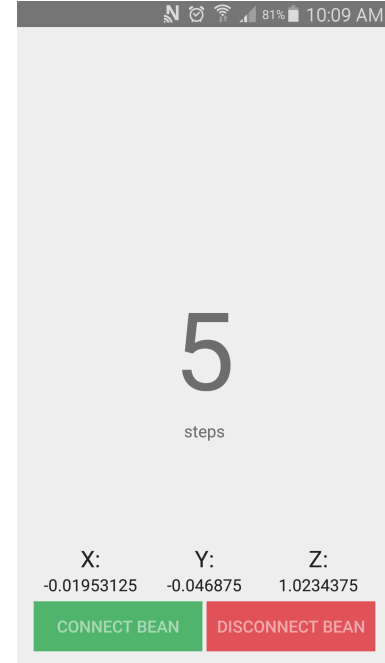 81% 10:09 AM
5
steps
X: Y: Z:
-0.01953125 -0.046875 1.0234375
CONNECT BEAN DISCONNECT BEAN